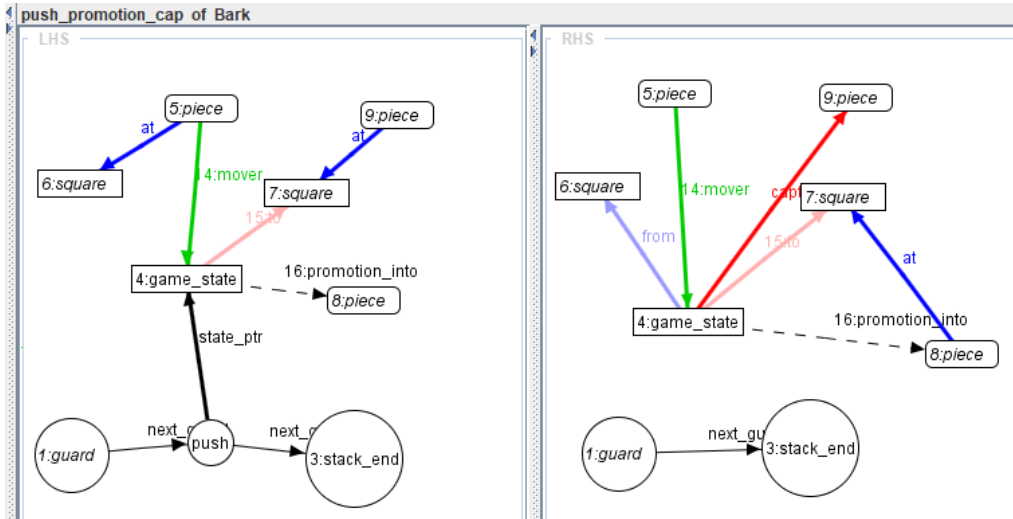 push_promotion_cap of Bark
LHS
5:piece
9:piece
at
at
6:square
14:mover
7:square
15:to
4:game_state
16:promotion_into
8:piece
state_ptr
push
1:guard
3:stack_end
RHS
5:piece
9:piece
6:square
14:mover
7:square
from
15:to
at
4:game_state
16:promotion_into
8:piece
1:guard
3:stack_end